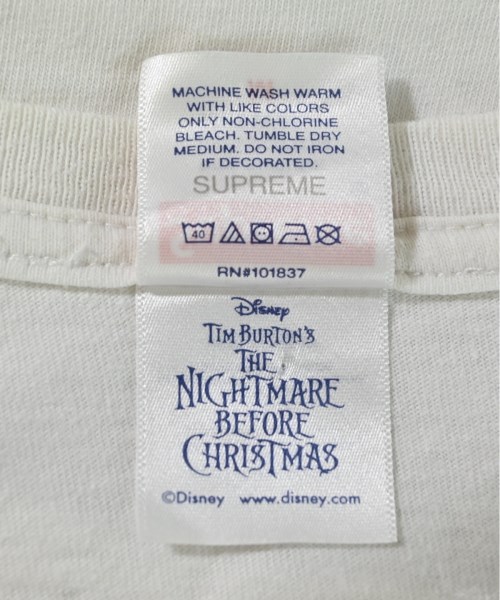 MACHINE WASH WARM
WITH LIKE COLORS
ONLY NON-CHLORINE
BLEACH. TUMBLE DRY
MEDIUM. DO NOT IRON
IF DECORATED.
SUPREME
40
RN#101837
Disney
TIM BURTON'S
THE
NIGHTMARE
BEFORE
CHRISTMAS
©Disney www.disney.com